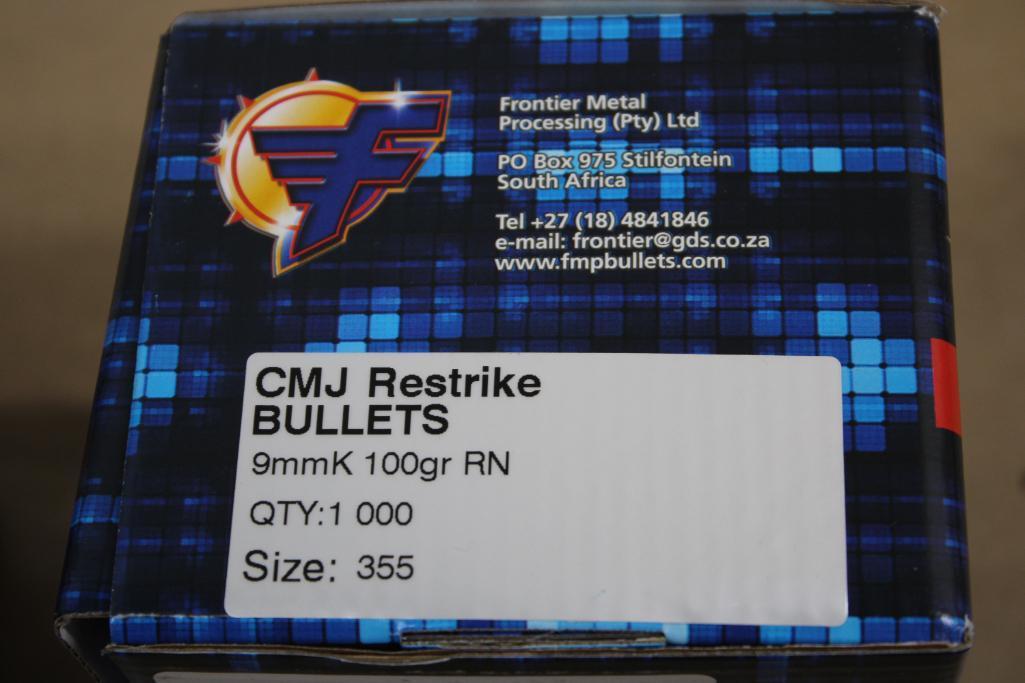 Frontier Metal
Processing (Pty) Ltd
PO Box 975 Stilfontein
South Africa
Tel +27 (18) 4841846
e-mail: frontier@gds.co.za
www.fmpbullets.com
CMJ Restrike
BULLETS
9mmK 100gr RN
QTY:1 000
Size: 355